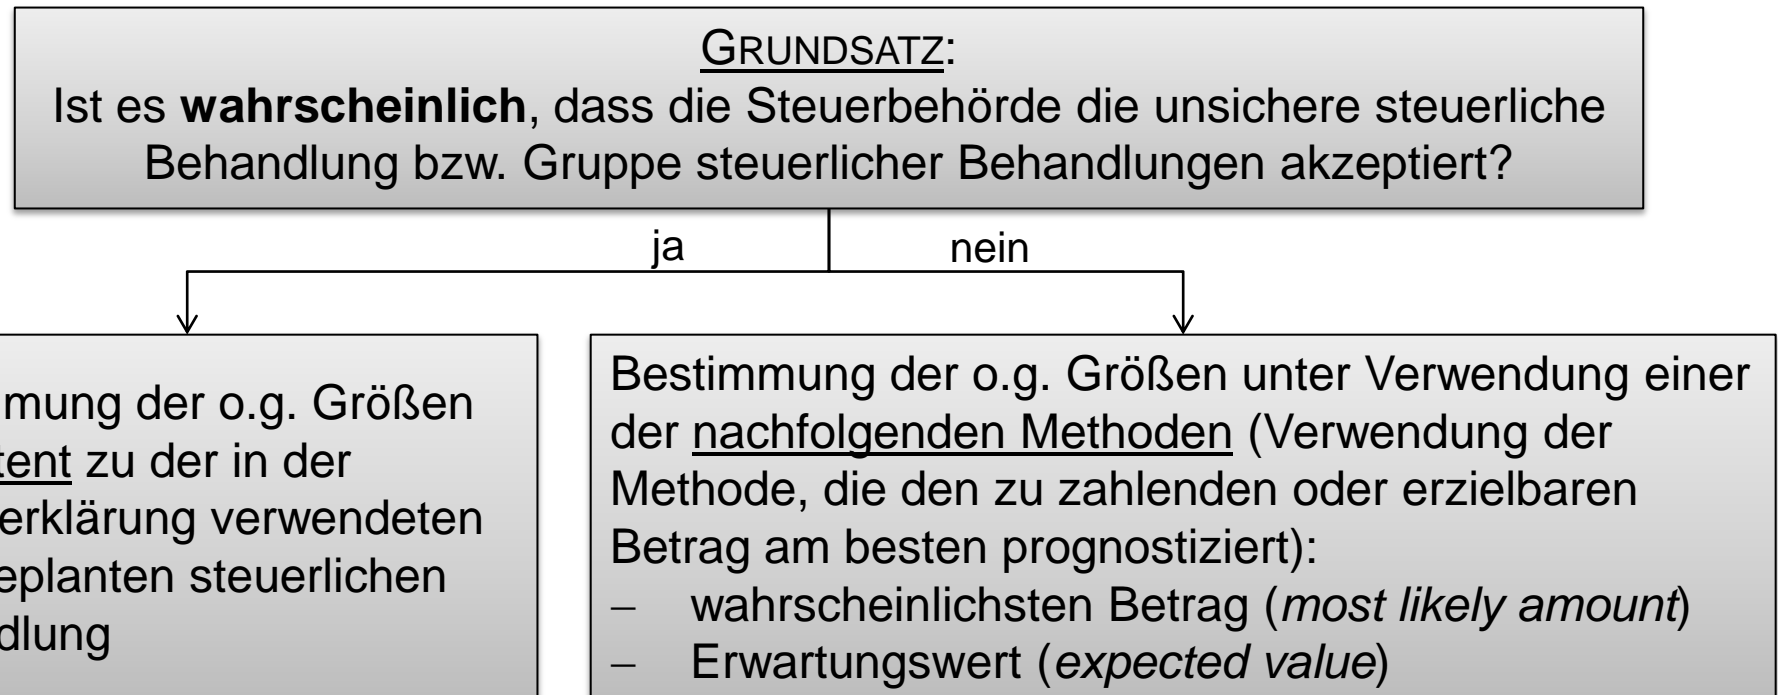 GRUNDSATZ:
Ist es wahrscheinlich, dass die Steuerbehörde die unsichere steuerliche
Behandlung bzw. Gruppe steuerlicher Behandlungen akzeptiert?
ja nein
mung der o.g. Größen
tent zu der in der
erklärung verwendeten
eplanten steuerlichen
dlung
Bestimmung der o.g. Größen unter Verwendung einer
der nachfolgenden Methoden (Verwendung der
Methode, die den zu zahlenden oder erzielbaren
Betrag am besten prognostiziert):
– wahrscheinlichsten Betrag (most likely amount)
– Erwartungswert (expected value)